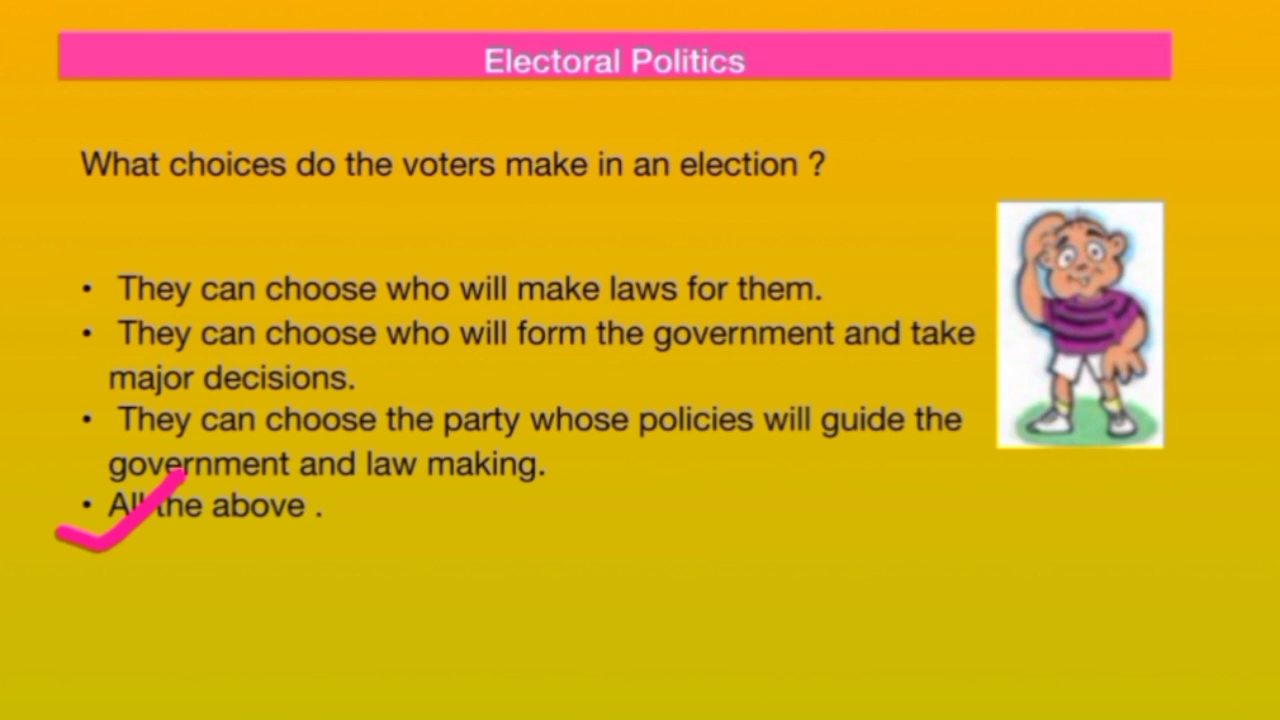 Electoral Politics
What choices do the voters make in an election ?
• They can choose who will make laws for them.
• They can choose who will form the government and take
major decisions.
• They can choose the party whose policies will guide the
government and law making.
• All the above .